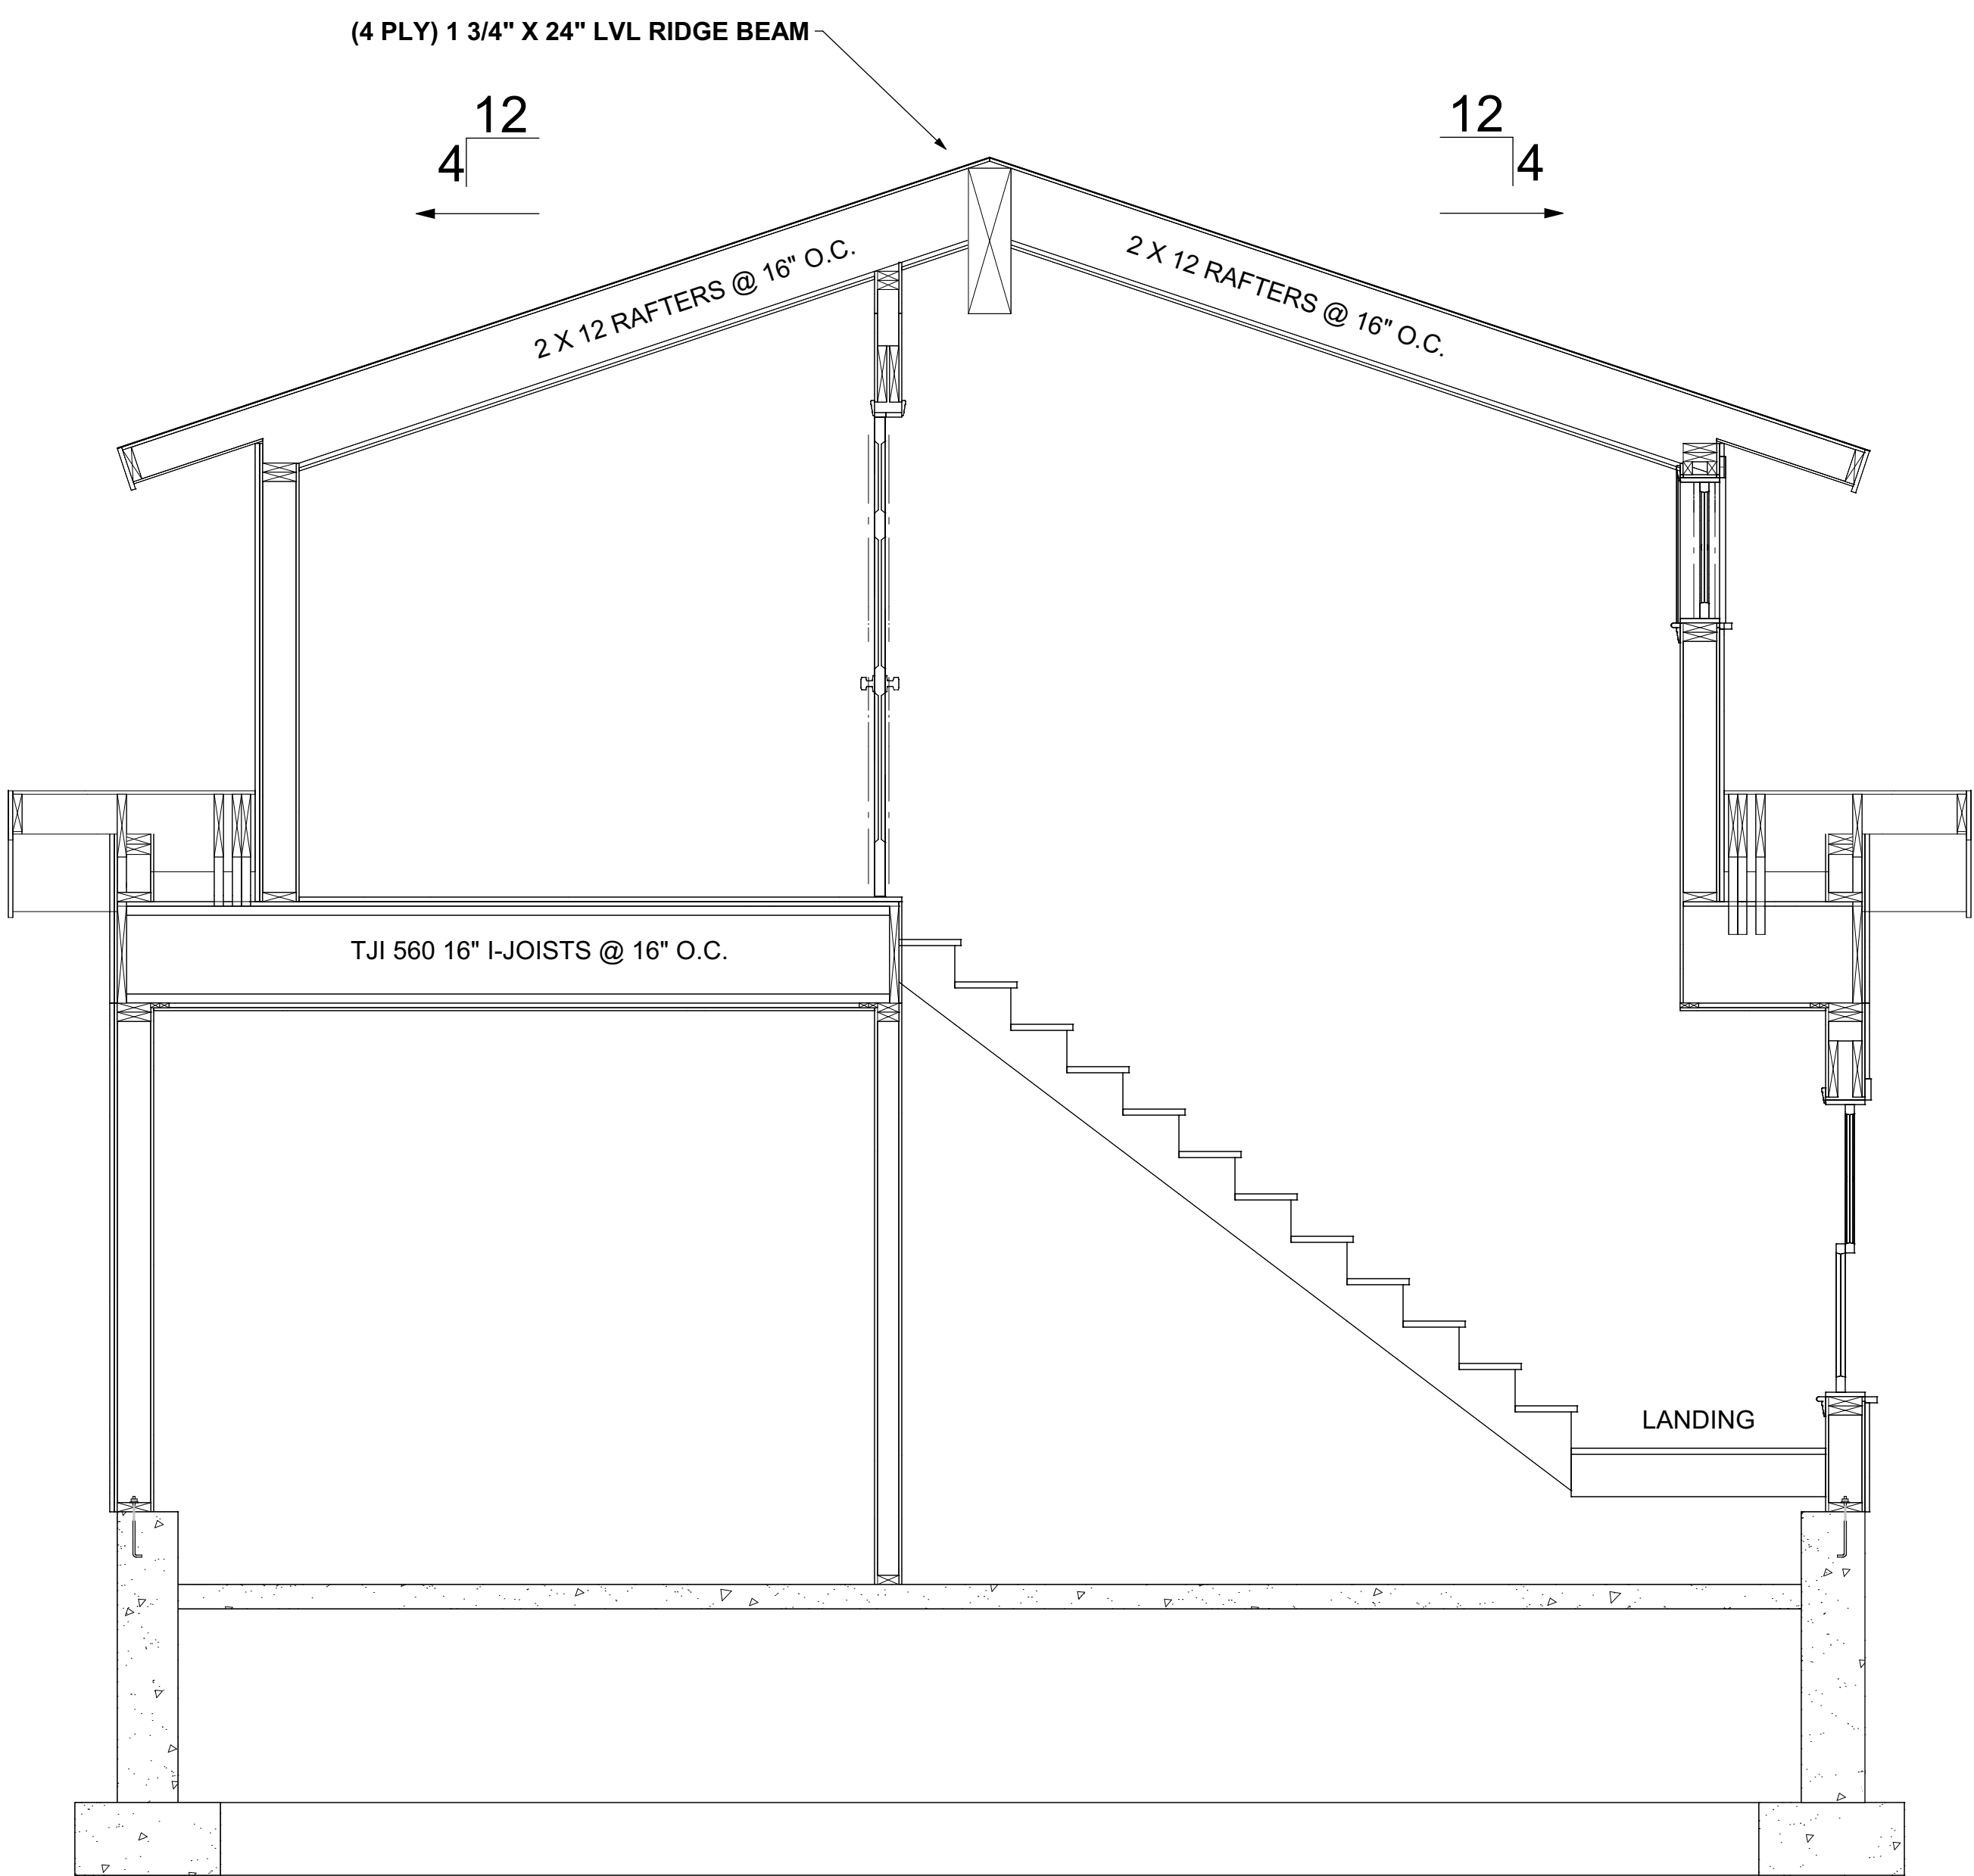 (4 PLY) 1 3/4" X 24" LVL RIDGE BEAM
12
4
12
4
2 X 12 RAFTERS @ 16" O.C.
2 X 12 RAFTERS @ 16" O.C.
TJI 560 16" I-JOISTS @ 16" O.C.
LANDING